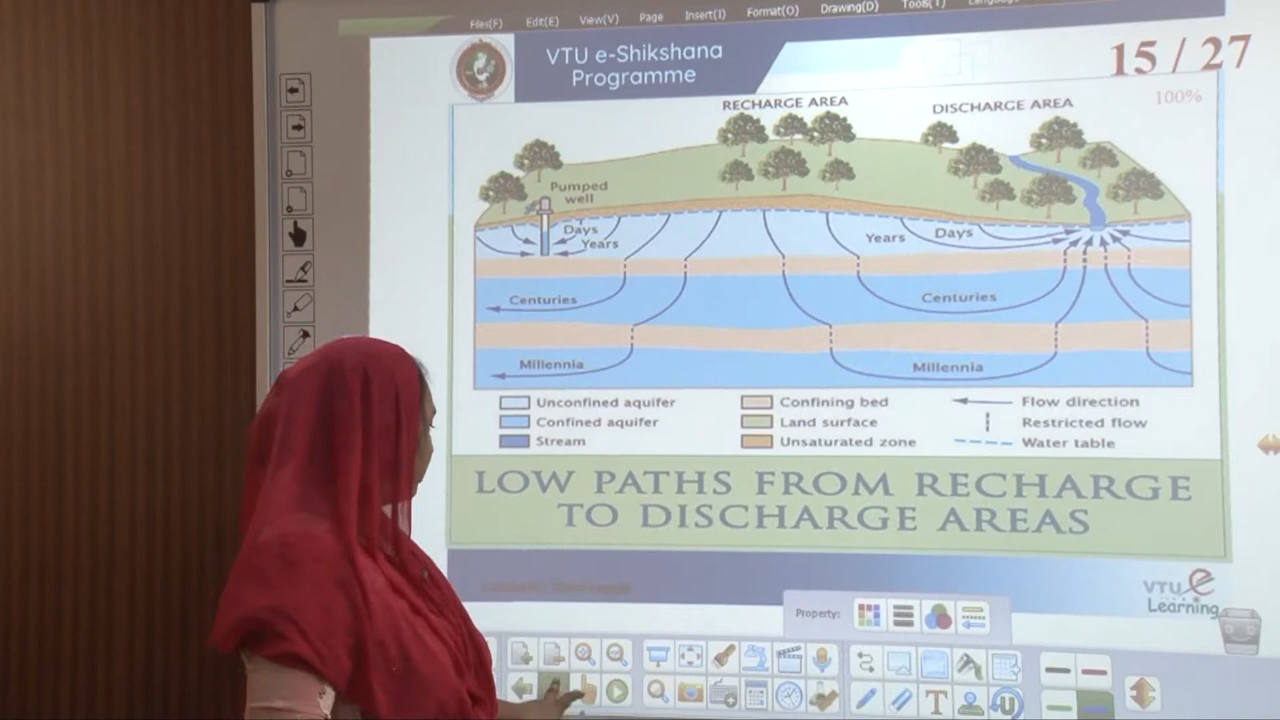 Files(F) Edit(E) View(V) Page Insert(I) Format(O) Drawing(D) Tools(T)
VTU e-Shikshana
Programme
15 / 27
100%
RECHARGE AREA
DISCHARGE AREA
Pumped
well
Days
Years
Years
Days
Centuries
Centuries
Millennia
Millennia
Unconfined aquifer
Confining bed
Flow direction
Confined aquifer
Land surface
Restricted flow
Stream
Unsaturated zone
Water table
LOW PATHS FROM RECHARGE
TO DISCHARGE AREAS
VTU e
Learning
Property:
T